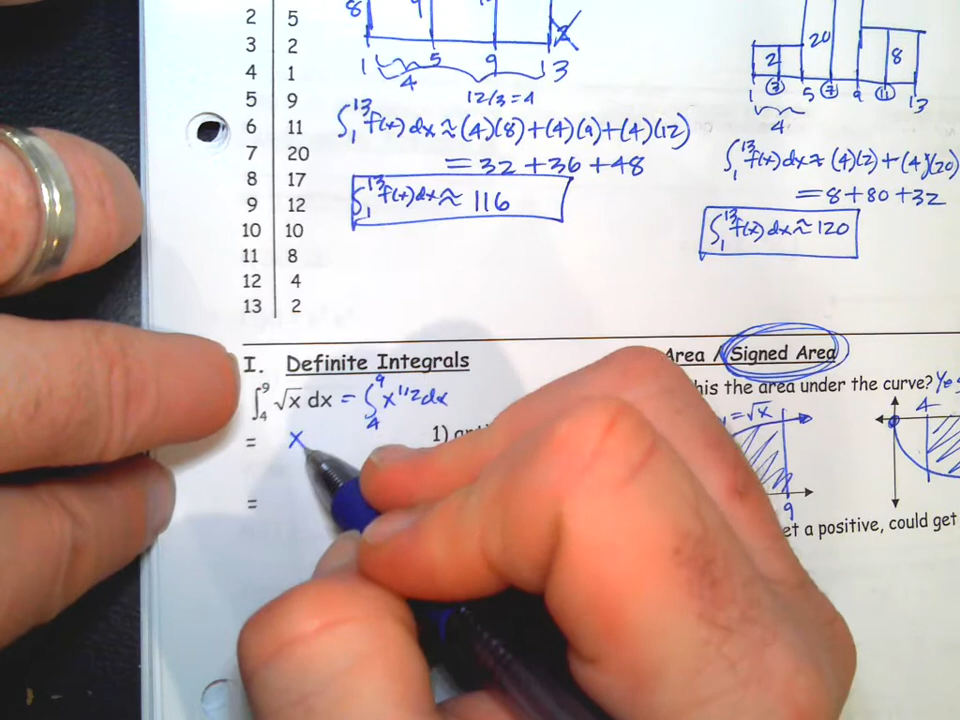 2 5
3 2
4 1
5 9
6 11
7 20
8 17
9 12
10 10
11 8
12 4
13 2
8 9
1 5 9 13
4
12/3=4
∫₁¹³ f(x) dx ≈ (4)(8)+(4)(9)+(4)(12)
= 32 + 36 + 48
∫₁¹³ f(x) dx ≈ 116
2 20 8
1 3 5 7 9 11 13
4
∫₁¹³ f(x) dx ≈ (4)(2)+(4)(20)
= 8+80+32
∫₁¹³ f(x) dx ≈ 120
I. Definite Integrals
∫₄⁹ √x dx = ∫₄⁹ x^1/2 dx
= x
1)
=
Area / Signed Area
his the area under the curve?
=√x
9
4
et a positive, could get